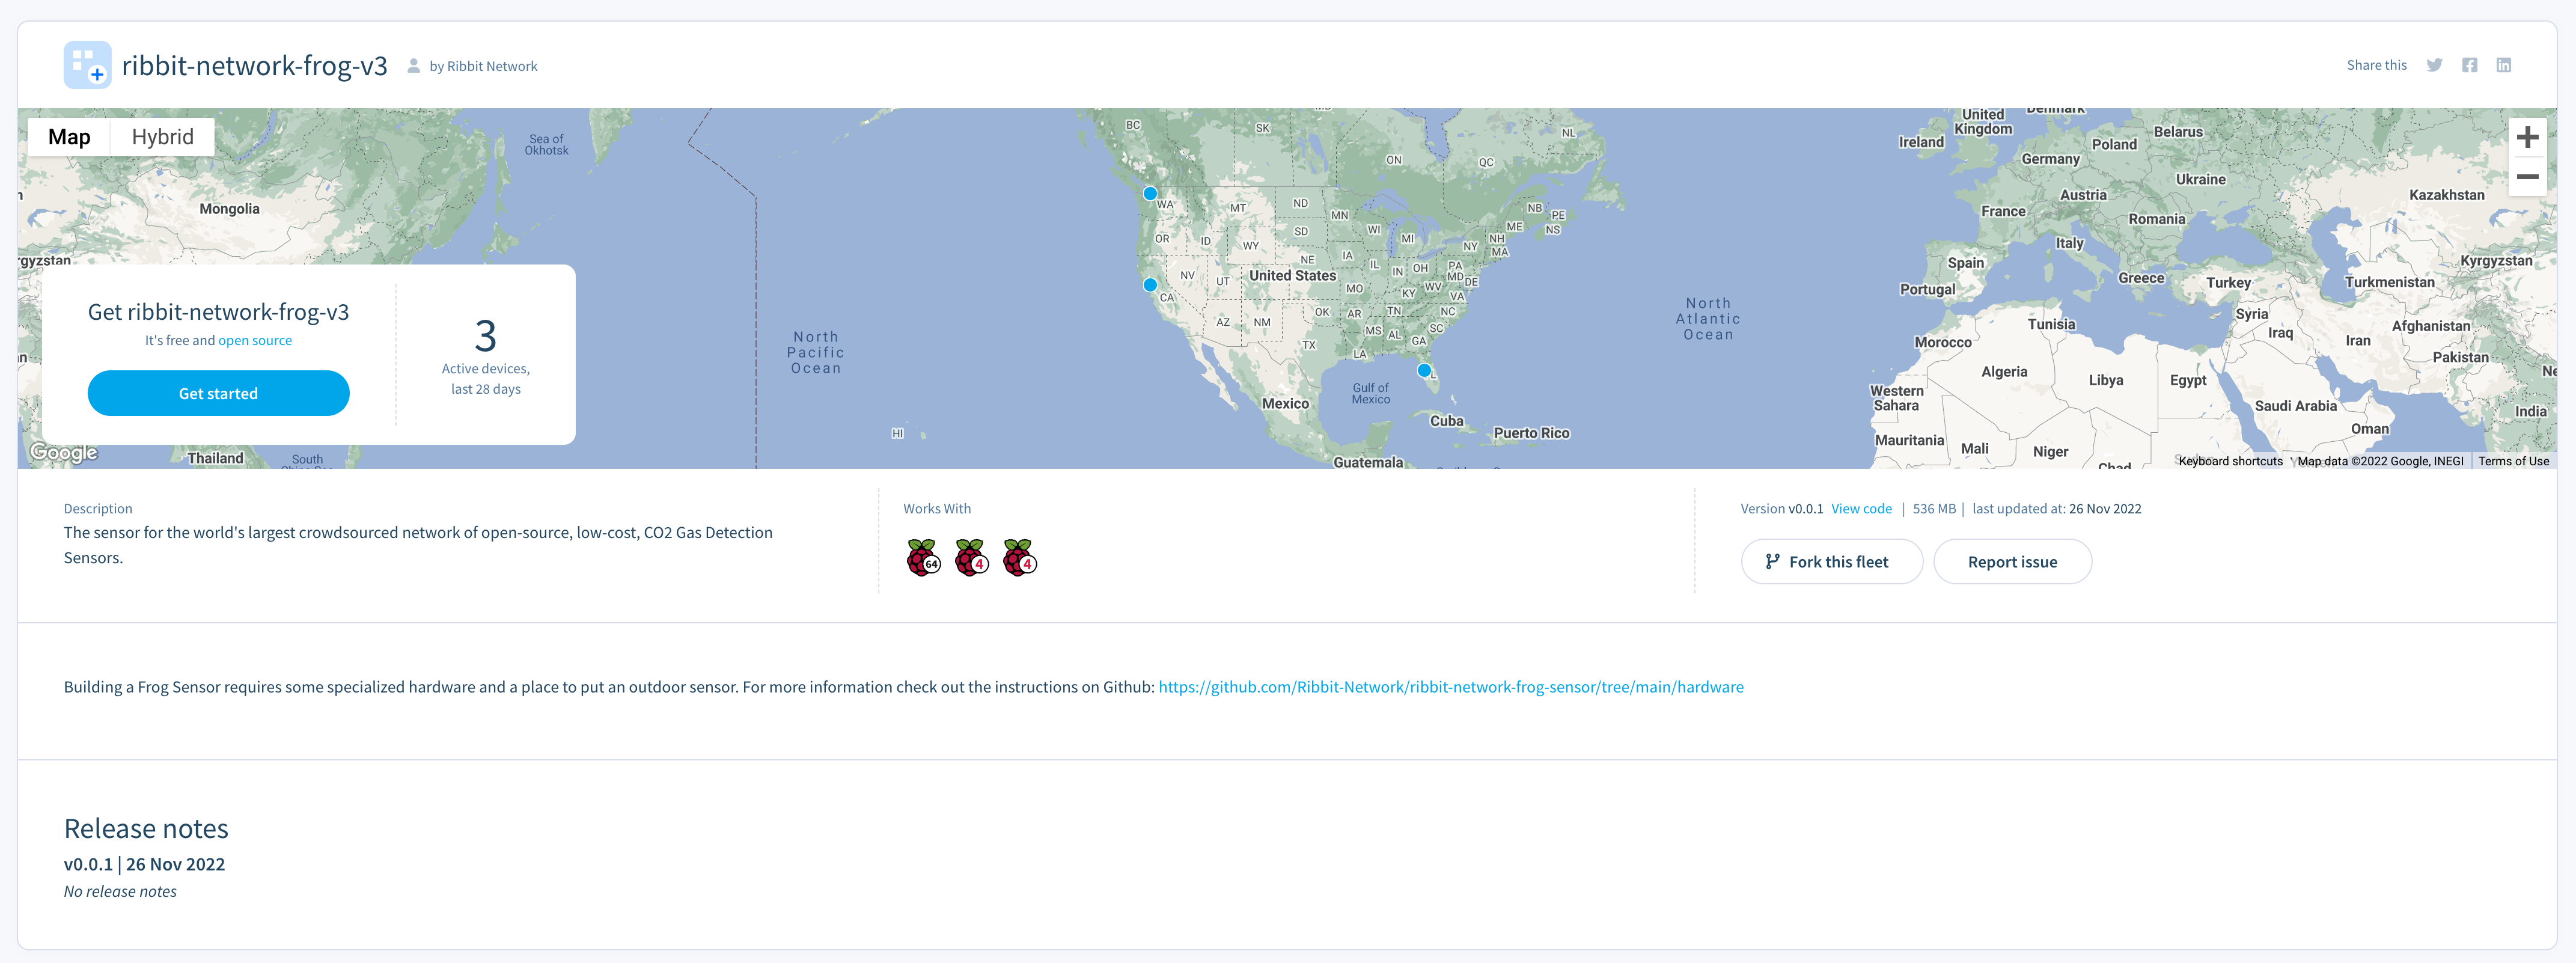 ribbit-network-frog-v3 by Ribbit Network
Share this
Map Hybrid
Sea of
Okhotsk
Mongolia
rgyzstan
Get ribbit-network-frog-v3
It's free and open source
Get started
3
Active devices,
last 28 days
Google
Thailand
South
North
Pacific
Ocean
HI
BC
SK
ON
QC
NL
NB
PE
NS
WA
MT
ND
MN
OR
ID
WY
SD
WI
MI
NY
NH
ME
MA
NV
UT
NE
IA
IL
IN
OH
PA
MD
DE
United States
CA
MO
KY
WV
VA
AZ
NM
OK
AR
TN
NC
MS
AL
SC
GA
TX
LA
Gulf of
Mexico
Mexico
Cuba
Puerto Rico
Guatemala
North
Atlantic
Ocean
United
Kingdom
Denmark
Ireland
Belarus
Poland
Germany
Ukraine
Austria
Kazakhstan
France
Romania
Italy
Spain
Kyrgyzstan
Greece
Turkey
Turkmenistan
Portugal
Syria
Tunisia
Iraq
Iran
Afghanistan
Morocco
Pakistan
Algeria
Libya
Egypt
Western
Sahara
Saudi Arabia
India
Oman
Mauritania
Mali
Niger
Chad
Keyboard shortcuts Map data ©2022 Google, INEGI Terms of Use
Description
The sensor for the world's largest crowdsourced network of open-source, low-cost, CO2 Gas Detection
Sensors.
Works With
64 4 4
Version v0.0.1 View code | 536 MB | last updated at: 26 Nov 2022
Fork this fleet Report issue
Building a Frog Sensor requires some specialized hardware and a place to put an outdoor sensor. For more information check out the instructions on Github: https://github.com/Ribbit-Network/ribbit-network-frog-sensor/tree/main/hardware
Release notes
v0.0.1 | 26 Nov 2022
No release notes